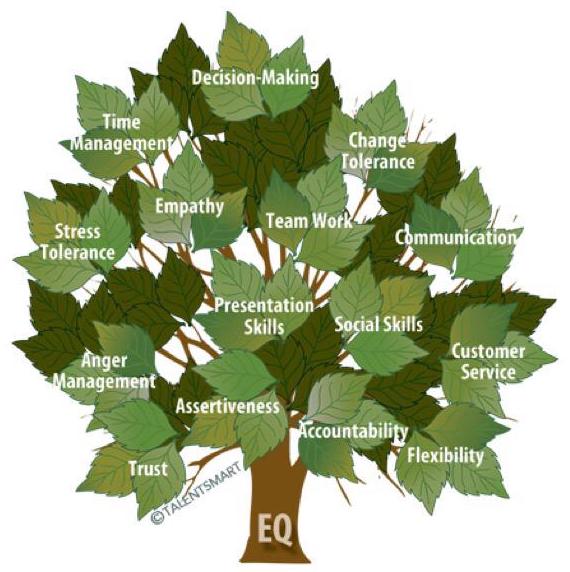 Decision-Making
Time
Management
Change
Tolerance
Empathy
Team Work
Stress
Tolerance
Communication
Presentation
Skills
Social Skills
Customer
Service
Anger
Management
Assertiveness
Accountability
Flexibility
Trust
©TALENTSMART
EQ